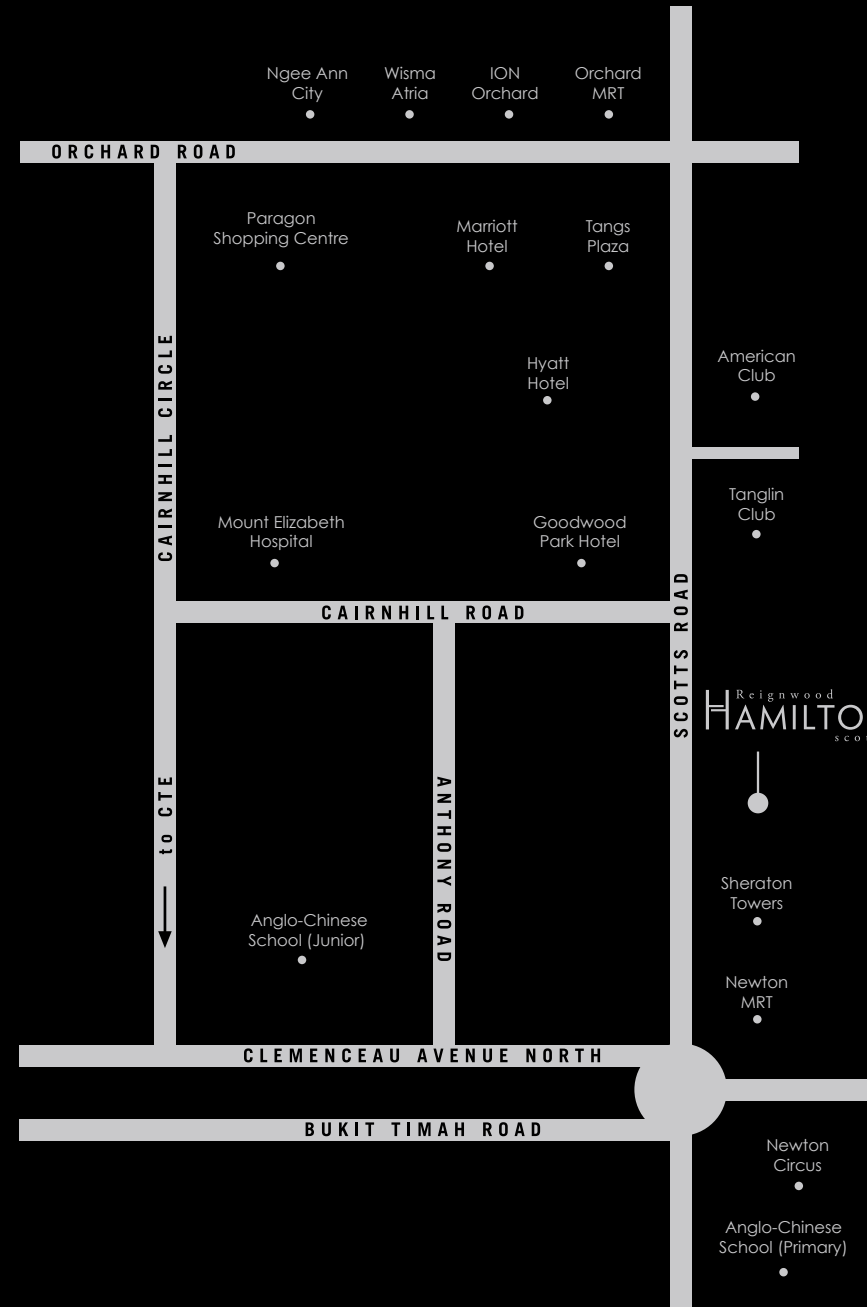 Ngee Ann
City
Wisma
Atria
ION
Orchard
Orchard
MRT
ORCHARD ROAD
Paragon
Shopping Centre
Marriott
Hotel
Tangs
Plaza
CAIRNHILL CIRCLE
Hyatt
Hotel
American
Club
Mount Elizabeth
Hospital
Goodwood
Park Hotel
Tanglin
Club
CAIRNHILL ROAD
SCOTTS ROAD
Reignwood
HAMILTO
scot
to CTE
ANTHONY ROAD
Anglo-Chinese
School (Junior)
Sheraton
Towers
Newton
MRT
CLEMENCEAU AVENUE NORTH
BUKIT TIMAH ROAD
Newton
Circus
Anglo-Chinese
School (Primary)